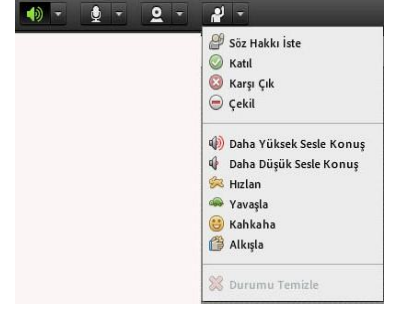 Söz Hakkı İste
Katıl
Karşı Çık
Çekil
Daha Yüksek Sesle Konuş
Daha Düşük Sesle Konuş
Hızlan
Yavaşla
Kahkaha
Alkışla
Durumu Temizle